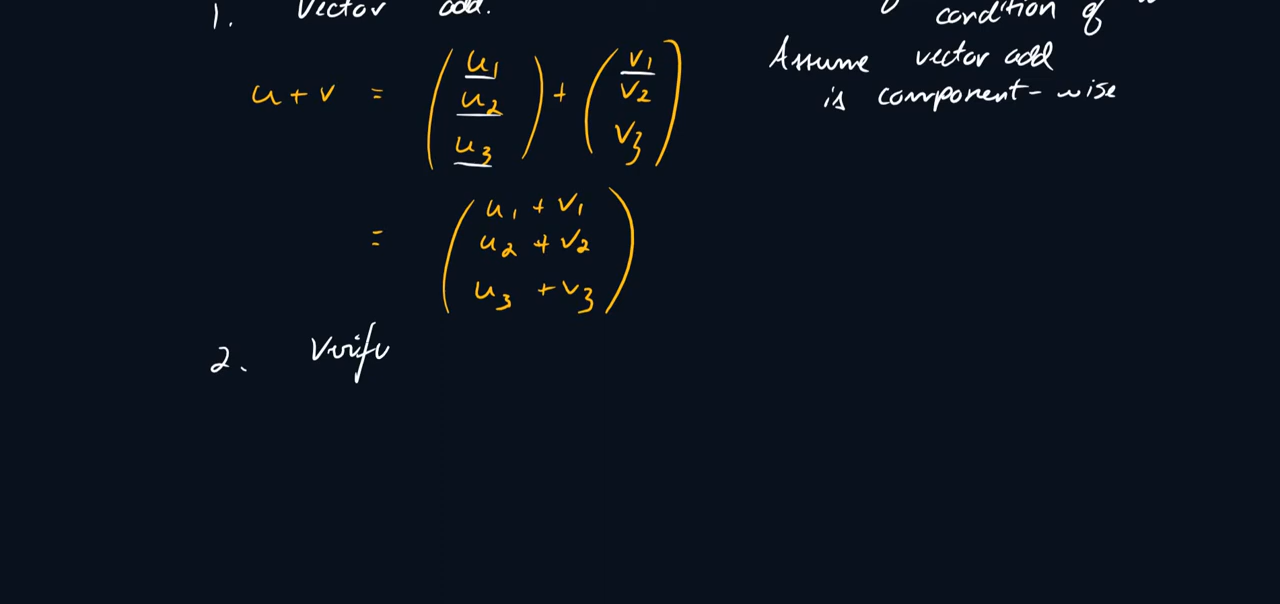 1. Vector add.
condition of
Assume vector add
is component-wise
u + v = (u1 u2 u3) + (v1 v2 v3)
= (u1 + v1
u2 + v2
u3 + v3)
2. Verify